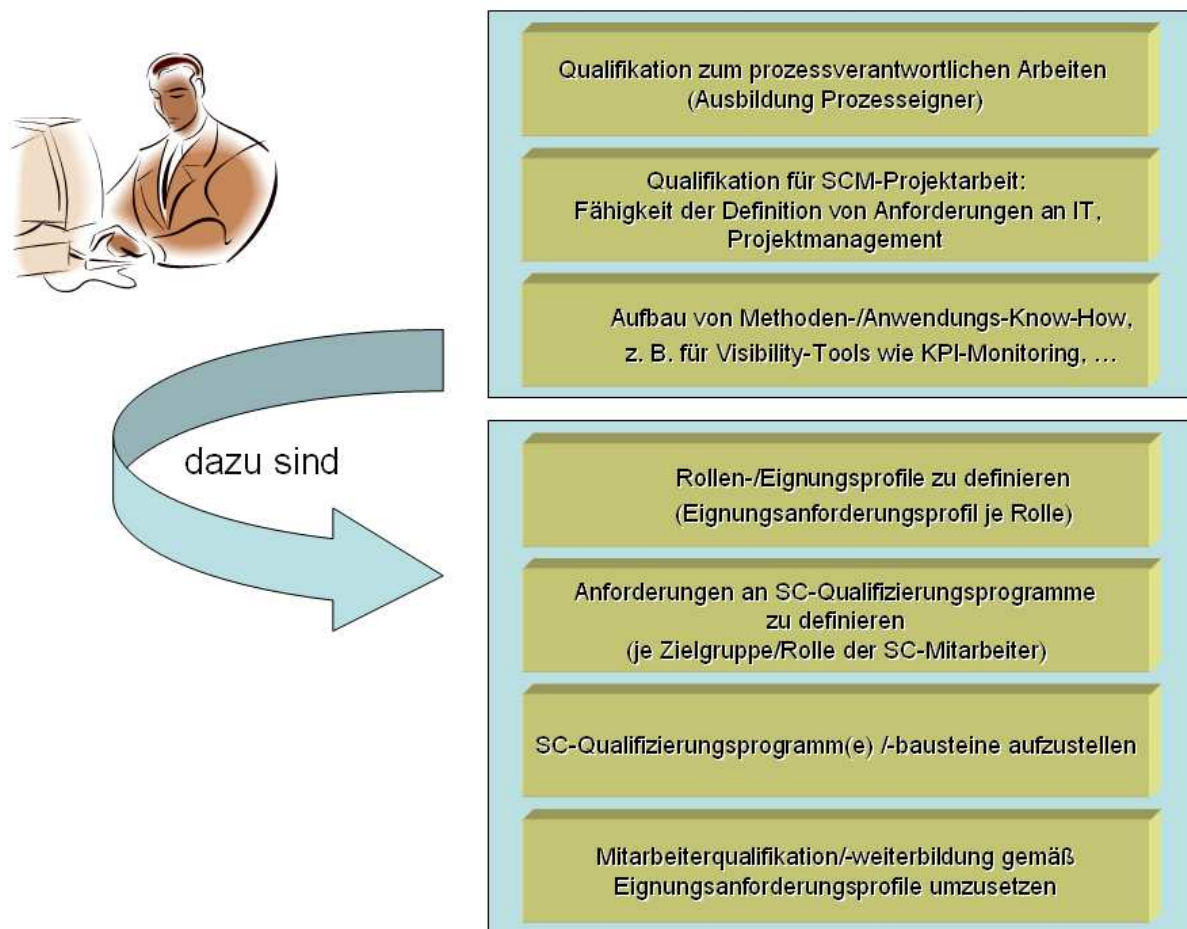 Qualifikation zum prozessverantwortlichen Arbeiten
(Ausbildung Prozesseigner)
Qualifikation für SCM-Projektarbeit:
Fähigkeit der Definition von Anforderungen an IT,
Projektmanagement
Aufbau von Methoden-/Anwendungs-Know-How,
z. B. für Visibility-Tools wie KPI-Monitoring, …
dazu sind
Rollen-/Eignungsprofile zu definieren
(Eignungsanforderungsprofil je Rolle)
Anforderungen an SC-Qualifizierungsprogramme
zu definieren
(je Zielgruppe/Rolle der SC-Mitarbeiter)
SC-Qualifizierungsprogramm(e) /-bausteine aufzustellen
Mitarbeiterqualifikation/-weiterbildung gemäß
Eignungsanforderungsprofile umzusetzen